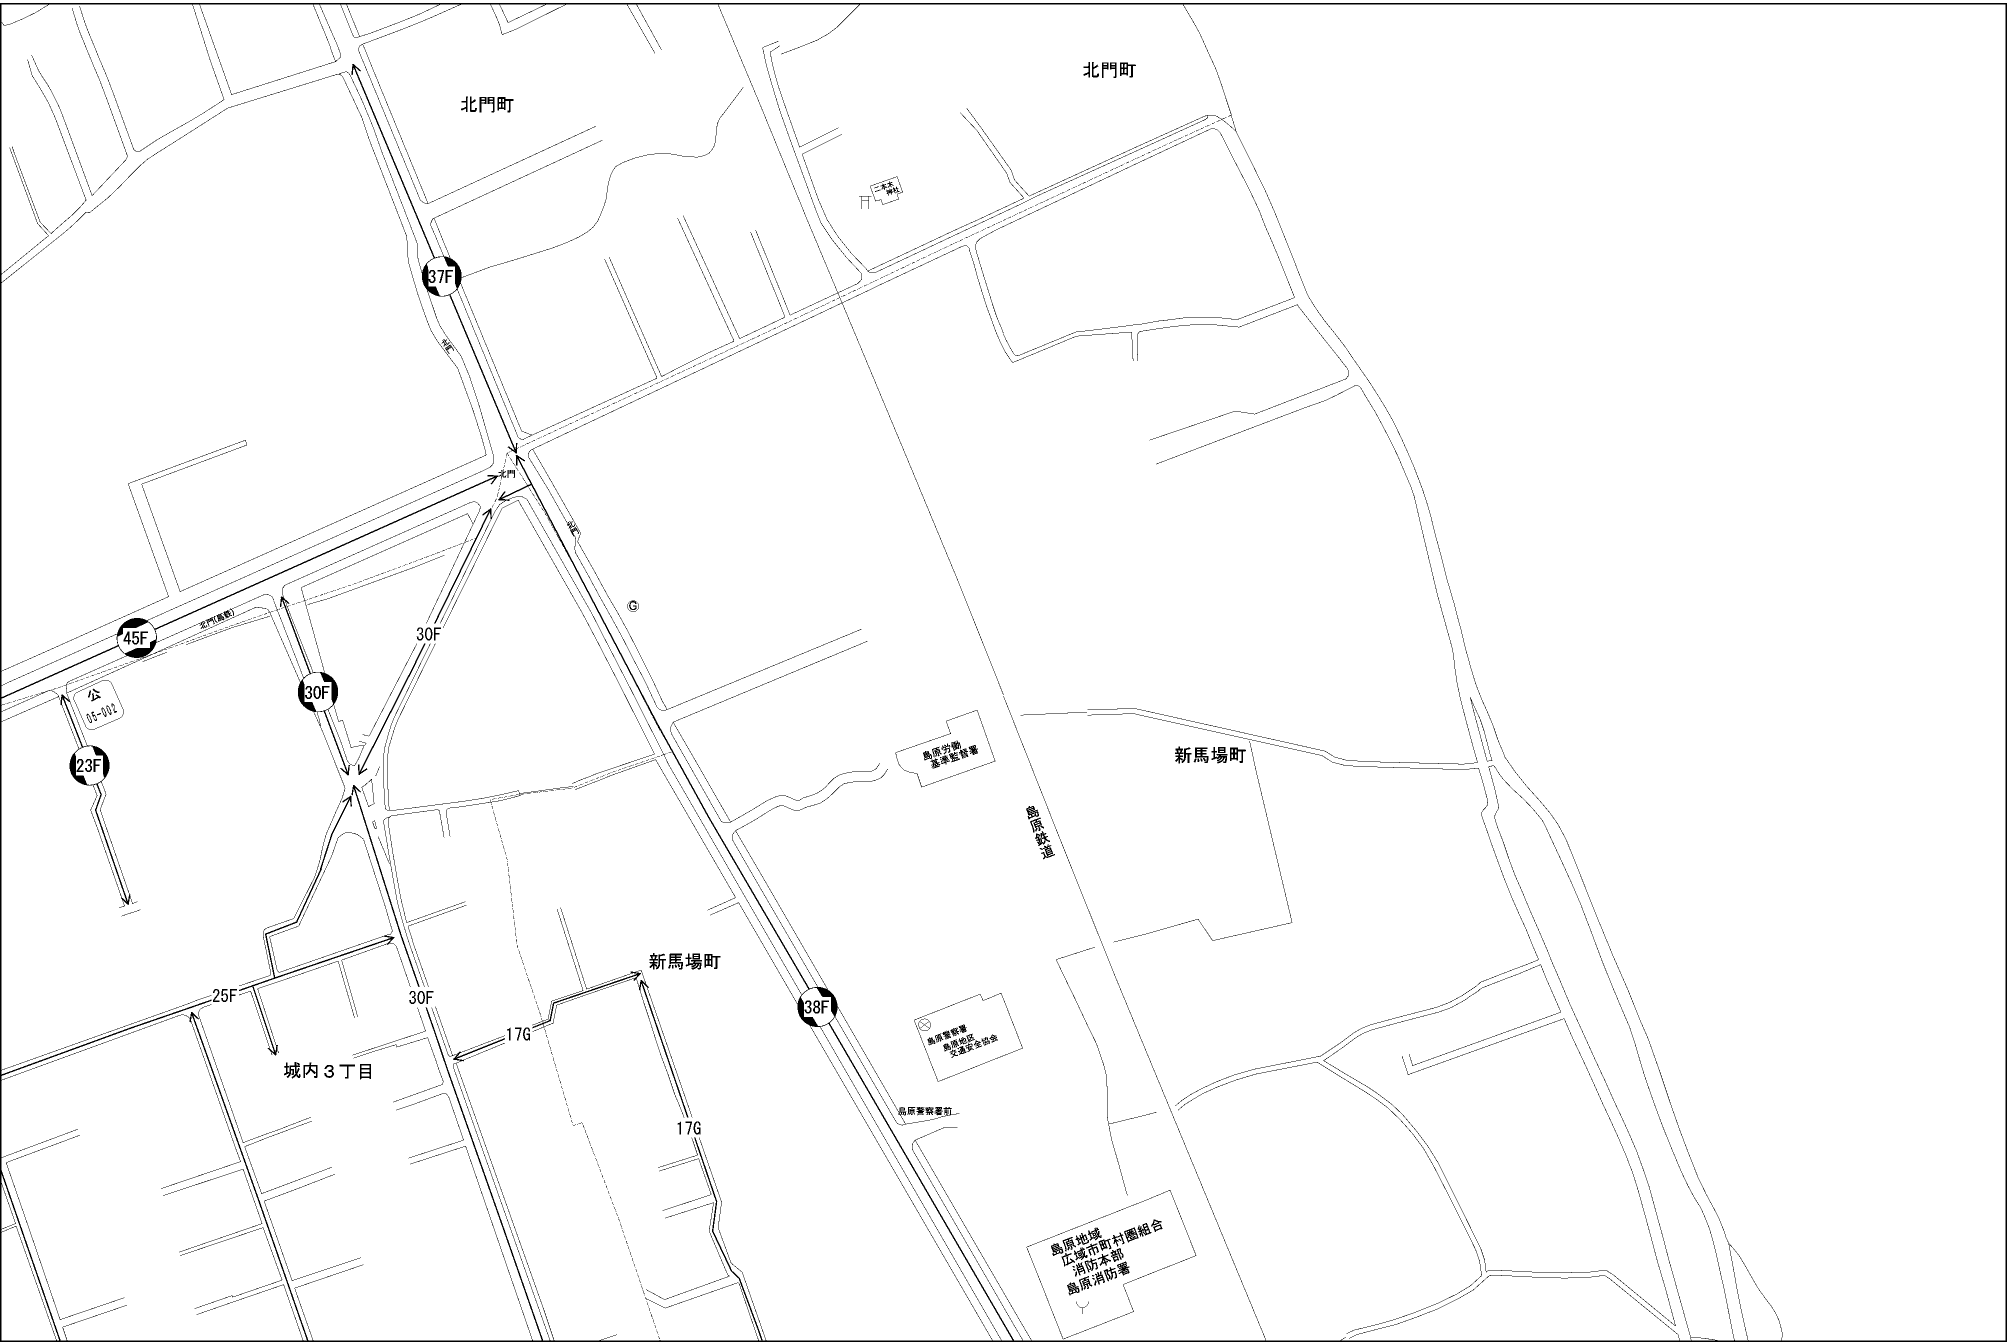 北門町
北門町
二本木
神社
37F
北門
北門
北門
G
北門(島鉄)
45F
30F
30F
公
05-002
23F
島原労働
基準監督署
新馬場町
島原鉄道
新馬場町
25F
30F
17G
38F
島原警察署
島原地区
交通安全協会
城内3丁目
島原警察署前
17G
島原地域
広域市町村圏組合
消防本部
島原消防署